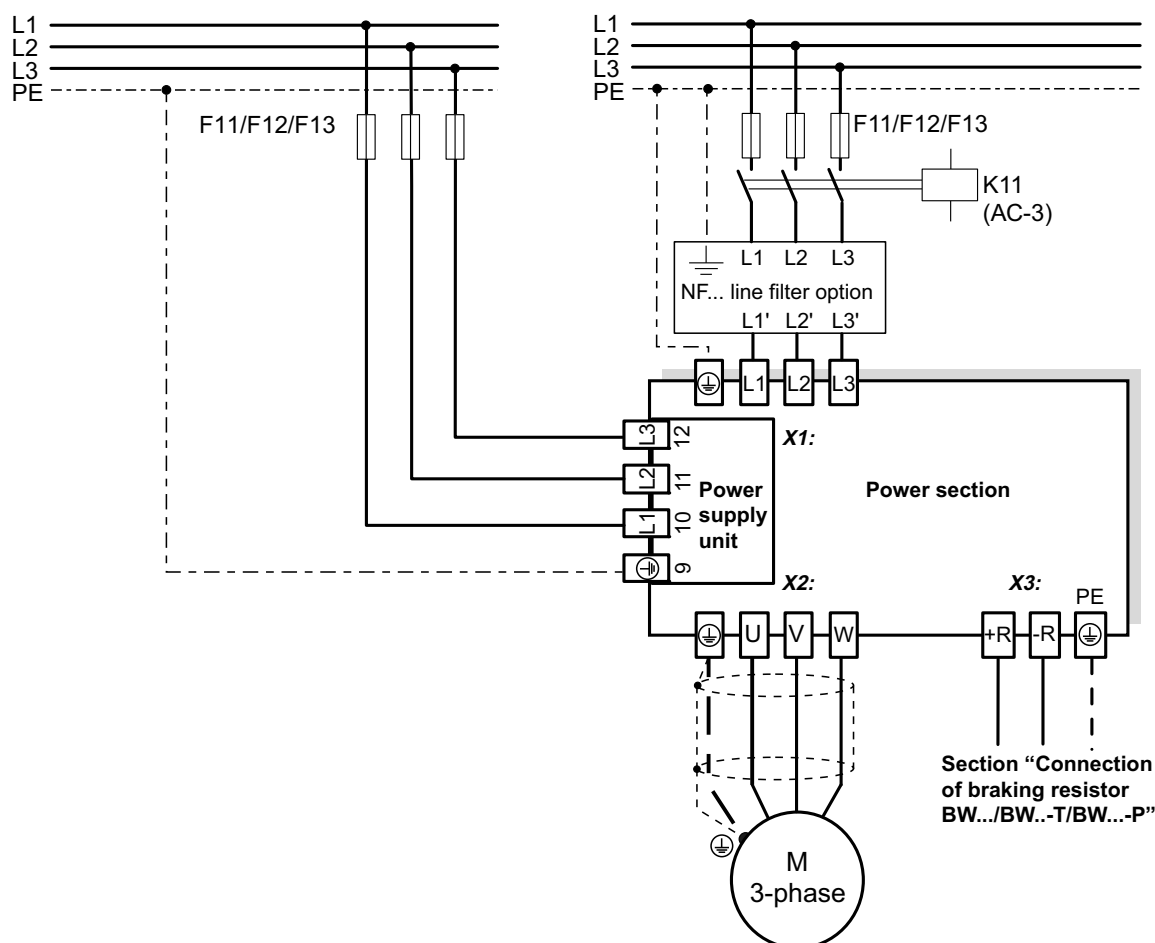 L1
L2
L3
PE
F11/F12/F13
L1
L2
L3
PE
F11/F12/F13
K11
(AC-3)
L1 L2 L3
NF... line filter option
L1' L2' L3'
L1 L2 L3
X1:
L3 12
L2 11
L1 10
9
Power
supply
unit
Power section
X2:
X3:
PE
U V W
+R -R
Section “Connection
of braking resistor
BW.../BW..-T/BW...-P”
M
3-phase